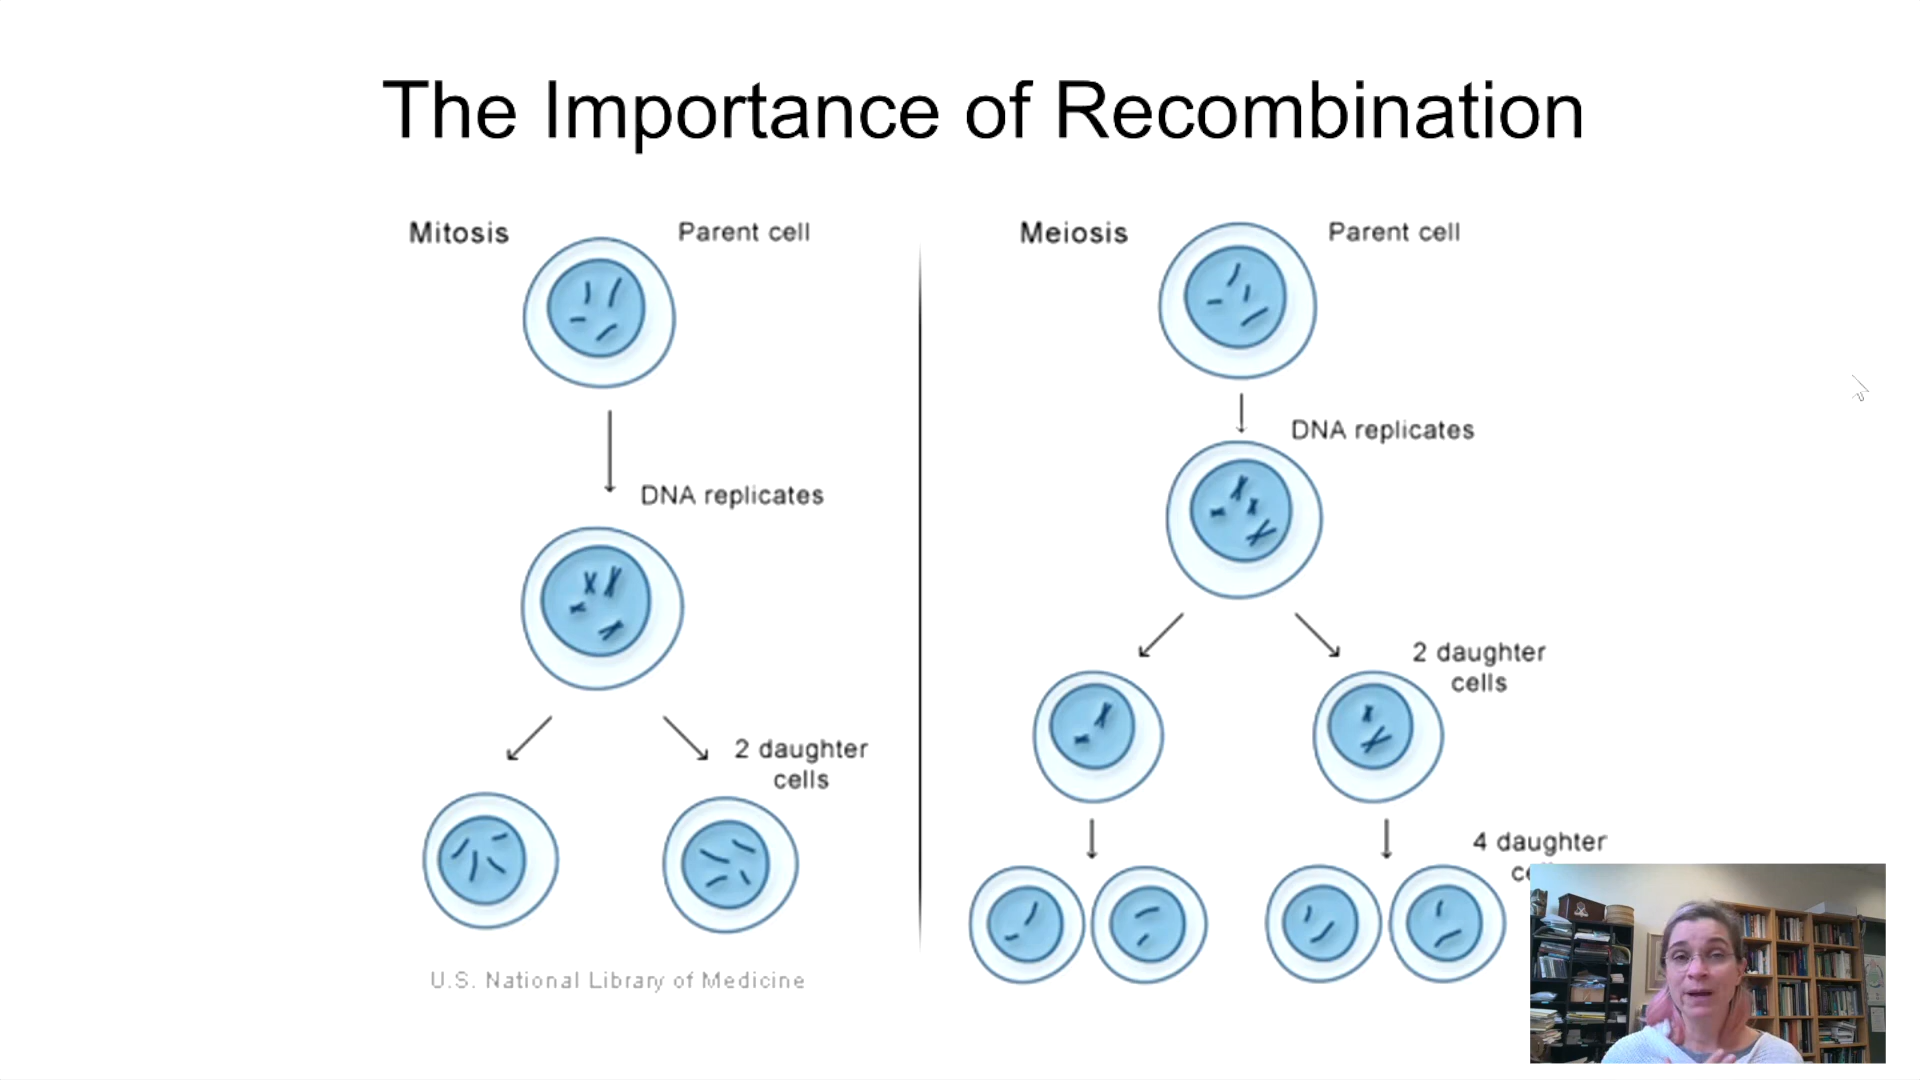 The Importance of Recombination
Mitosis
Parent cell
DNA replicates
2 daughter
cells
U.S. National Library of Medicine
Meiosis
Parent cell
DNA replicates
2 daughter
cells
4 daughter